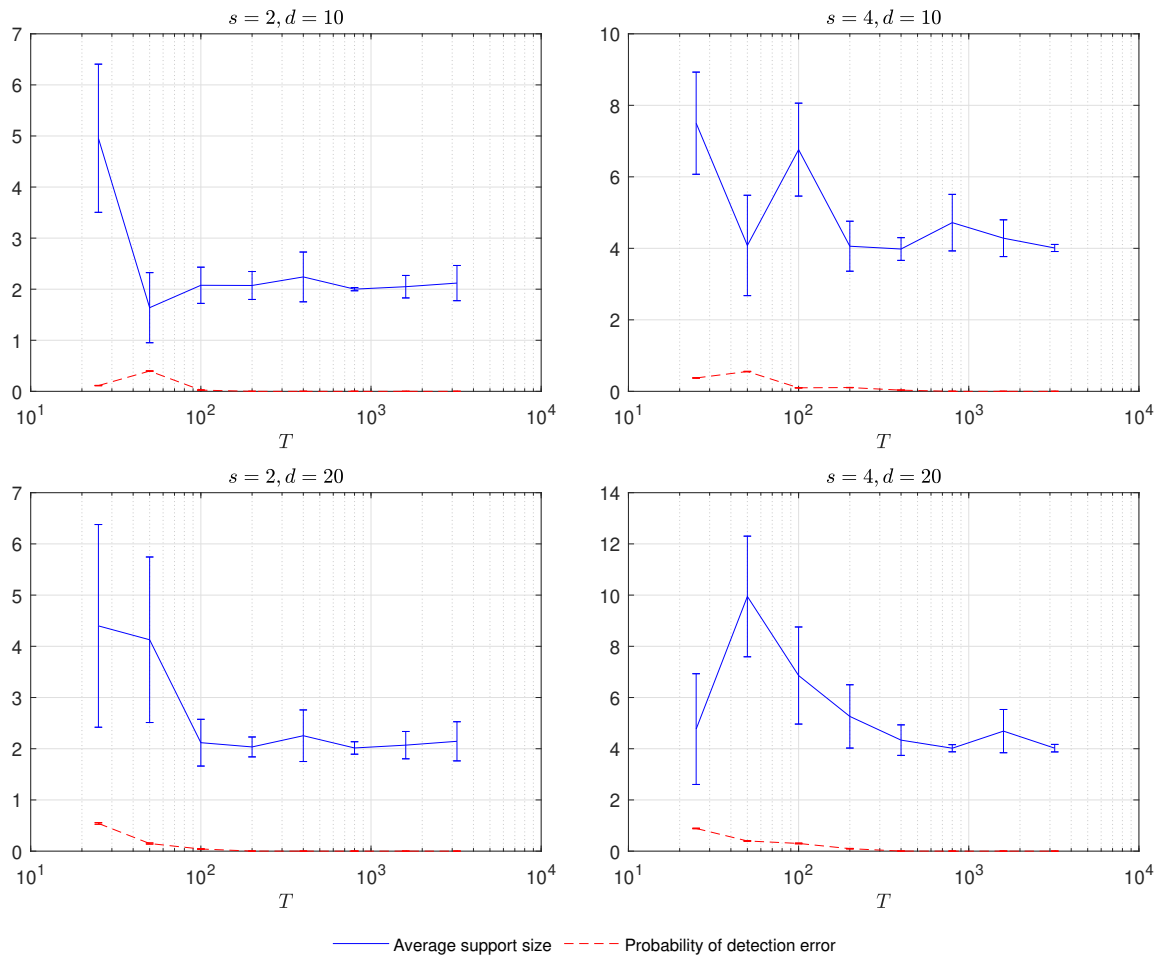 s = 2, d = 10
7
6
5
4
3
2
1
0
10^1 10^2 10^3 10^4
T
s = 4, d = 10
10
8
6
4
2
0
10^1 10^2 10^3 10^4
T
s = 2, d = 20
7
6
5
4
3
2
1
0
10^1 10^2 10^3 10^4
T
s = 4, d = 20
14
12
10
8
6
4
2
0
10^1 10^2 10^3 10^4
T
Average support size Probability of detection error